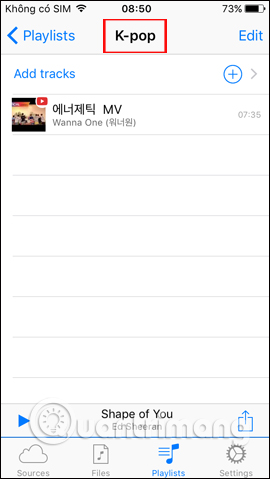 Không có SIM 08:50 73%
Playlists K-pop Edit
Add tracks
에너제틱 MV
Wanna One (워너원)
07:35
Shape of You
Ed Sheeran
Quantrimang
Sources Files Playlists Settings